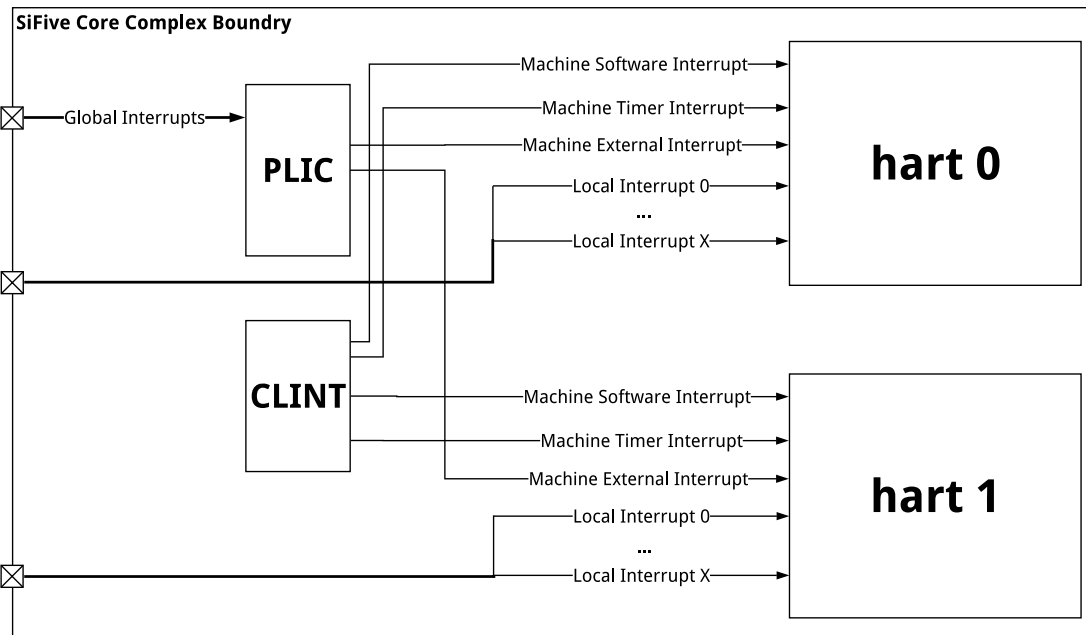 SiFive Core Complex Boundry
Machine Software Interrupt
Global Interrupts
Machine Timer Interrupt
PLIC
Machine External Interrupt
hart 0
Local Interrupt 0
...
Local Interrupt X
CLINT
Machine Software Interrupt
Machine Timer Interrupt
Machine External Interrupt
hart 1
Local Interrupt 0
...
Local Interrupt X